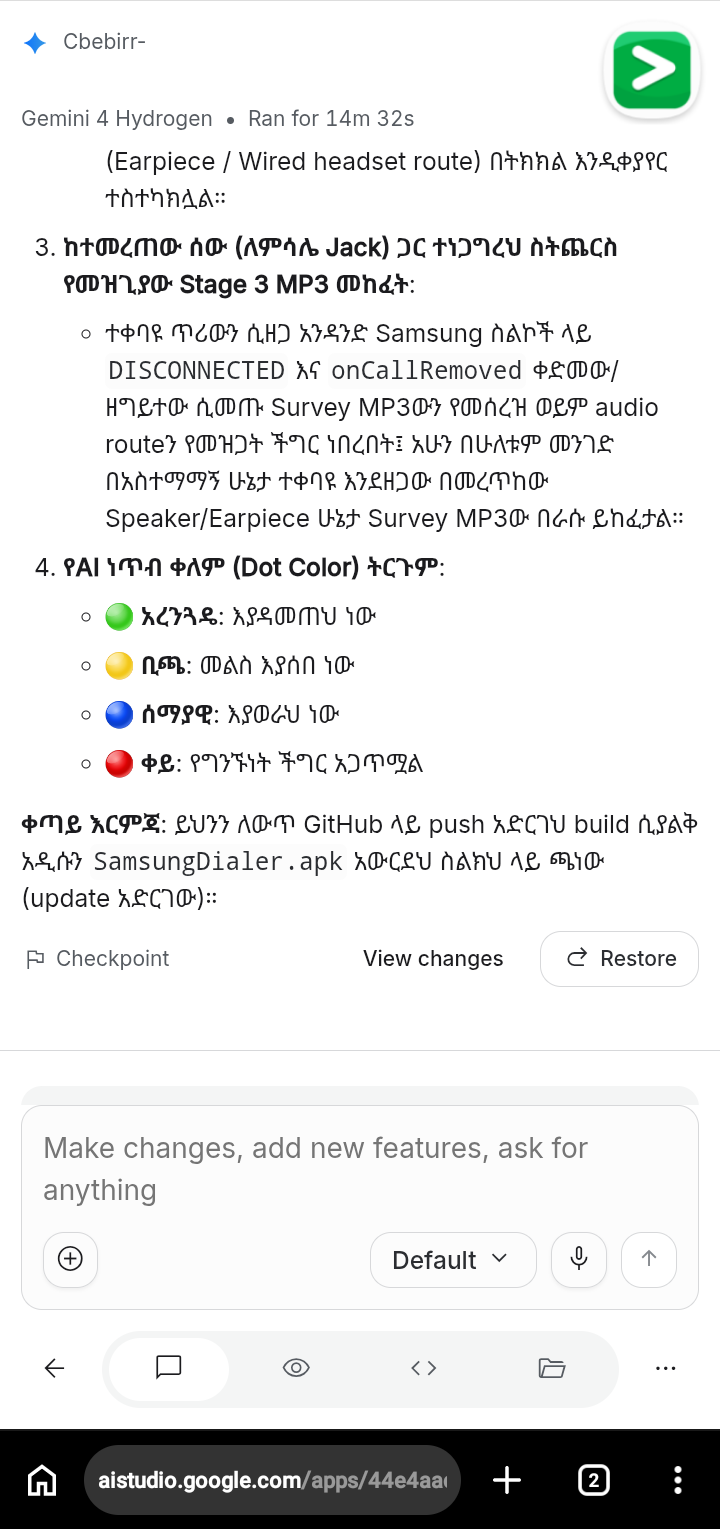 Cbebirr-
Gemini 4 Hydrogen • Ran for 14m 32s
(Earpiece / Wired headset route) በትክክል እንዲቀያየር
ተስተካክሏል።
3. ከተመረጠው ሰው (ለምሳሌ Jack) ጋር ተነጋግረህ ስትጨርስ
የመዝጊያው Stage 3 MP3 መከፈት:
ተቀባዩ ጥሪውን ሲዘጋ አንዳንድ Samsung ስልኮች ላይ
DISCONNECTED እና onCallRemoved ቀድመው/
ዘግይተው ሲመጡ Survey MP3ውን የመሰረዝ ወይም audio
routeን የመዝጋት ችግር ነበረበት፤ አሁን በሁለቱም መንገድ
በአስተማማኝ ሁኔታ ተቀባዩ እንደዘጋው በመረጥከው
Speaker/Earpiece ሁኔታ Survey MP3ው በራሱ ይከፈታል።
4. የAI ነጥብ ቀለም (Dot Color) ትርጉም:
አረንጓዴ: እያዳመጠህ ነው
ቢጫ: መልስ እያሰበ ነው
ሰማያዊ: እያወራህ ነው
ቀይ: የግንኙነት ችግር አጋጥሟል
ቀጣይ እርምጃ: ይህንን ለውጥ GitHub ላይ push አድርገህ build ሲያልቅ
አዲሱን SamsungDialer.apk አውርደህ ስልክህ ላይ ጫነው
(update አድርገው)።
Checkpoint View changes Restore
Make changes, add new features, ask for
anything
Default
aistudio.google.com/apps/44e4aa
2